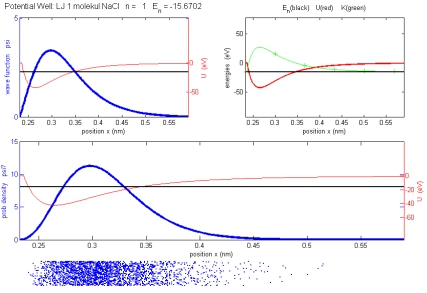 Potential Well: LJ 1 molekul NaCl n = 1 En = -15.6702
En(black) U(red) K(green)
5
0
wave function psi
0
-50
U (eV)
0.25 0.3 0.35 0.4 0.45 0.5 0.55
position x (nm)
50
0
-50
energies (eV)
0.25 0.3 0.35 0.4 0.45 0.5 0.55
position x (nm)
15
10
5
0
prob density psi?
0
-20
-40
-60
U (eV)
0.25 0.3 0.35 0.4 0.45 0.5 0.55
position x (nm)